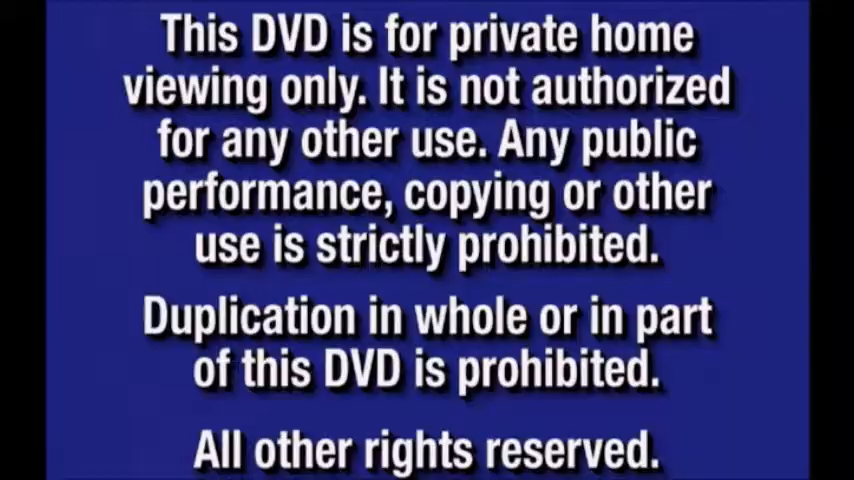 This DVD is for private home
viewing only. It is not authorized
for any other use. Any public
performance, copying or other
use is strictly prohibited.
Duplication in whole or in part
of this DVD is prohibited.
All other rights reserved.